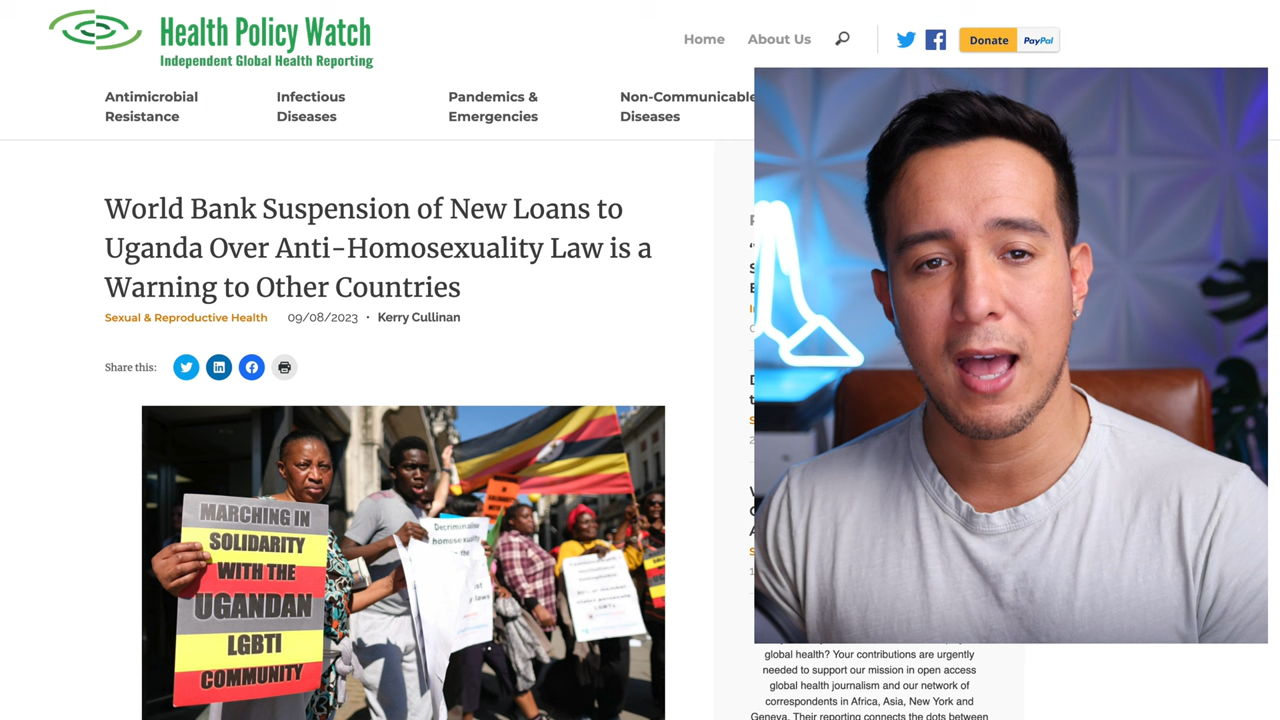 Health Policy Watch
Independent Global Health Reporting
Home
About Us
Donate
PayPal
Antimicrobial
Resistance
Infectious
Diseases
Pandemics &
Emergencies
Non-Communicable
Diseases
World Bank Suspension of New Loans to
Uganda Over Anti-Homosexuality Law is a
Warning to Other Countries
Sexual & Reproductive Health 09/08/2023 • Kerry Cullinan
Share this:
MARCHING IN
SOLIDARITY
WITH THE
UGANDAN
LGBTI
COMMUNITY
Decriminalise
homosexuality
laws
global health? Your contributions are urgently
needed to support our mission in open access
global health journalism and our network of
correspondents in Africa, Asia, New York and
Geneva. Their reporting connects the dots between